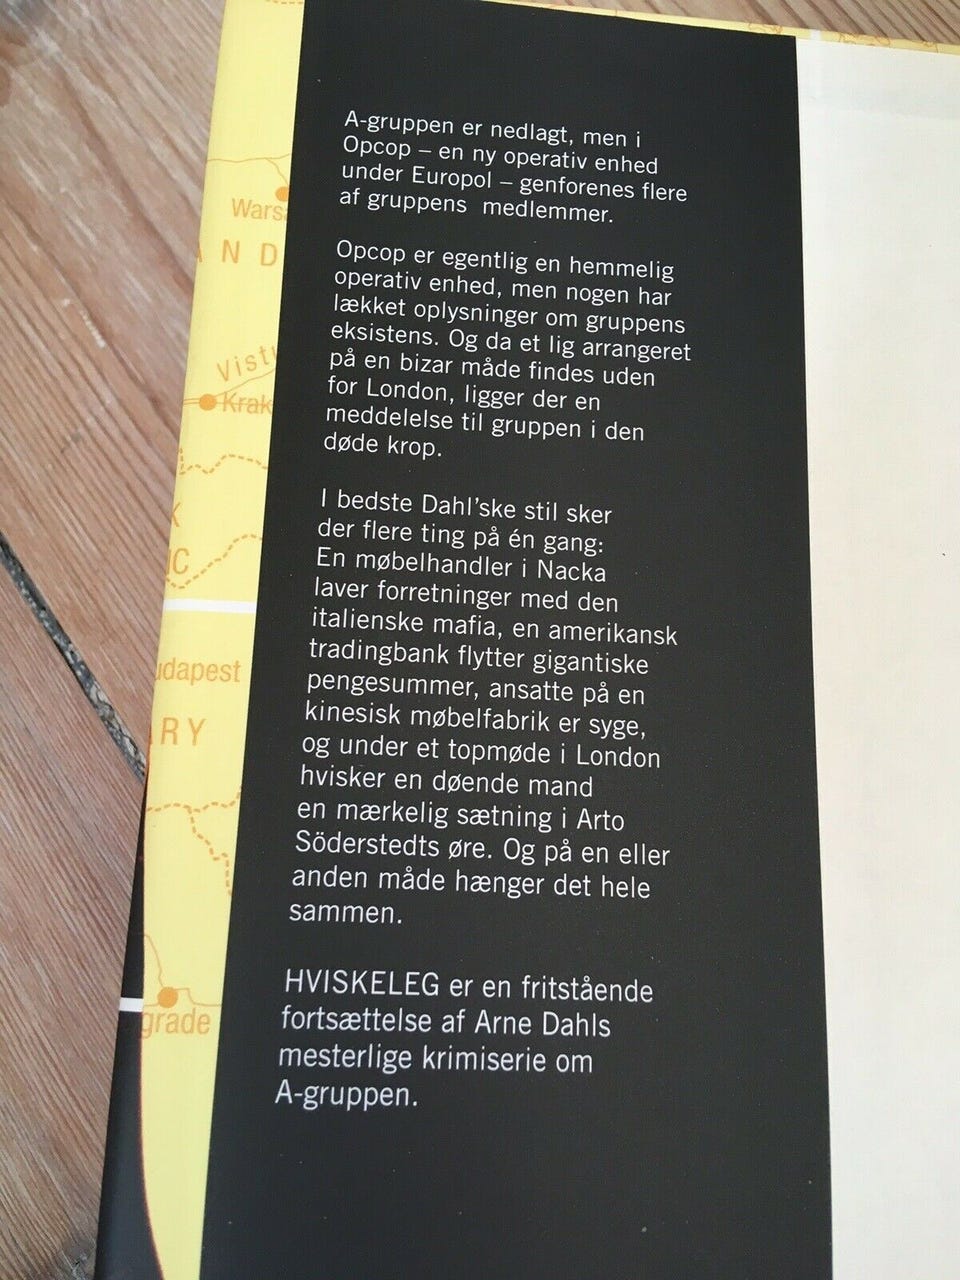 A-gruppen er nedlagt, men i
Opcop – en ny operativ enhed
under Europol – genforenes flere
af gruppens medlemmer.
Opcop er egentlig en hemmelig
operativ enhed, men nogen har
lækket oplysninger om gruppens
eksistens. Og da et lig arrangeret
på en bizar måde findes uden
for London, ligger der en
meddelelse til gruppen i den
døde krop.
I bedste Dahl'ske stil sker
der flere ting på én gang:
En møbelhandler i Nacka
laver forretninger med den
italienske mafia, en amerikansk
tradingbank flytter gigantiske
pengesummer, ansatte på en
kinesisk møbelfabrik er syge,
og under et topmøde i London
hvisker en døende mand
en mærkelig sætning i Arto
Söderstedts øre. Og på en eller
anden måde hænger det hele
sammen.
HVISKELEG er en fritstående
fortsættelse af Arne Dahls
mesterlige krimiserie om
A-gruppen.
Wars
N D
Vistu
Krak
K
IC
udapest
RY
grade